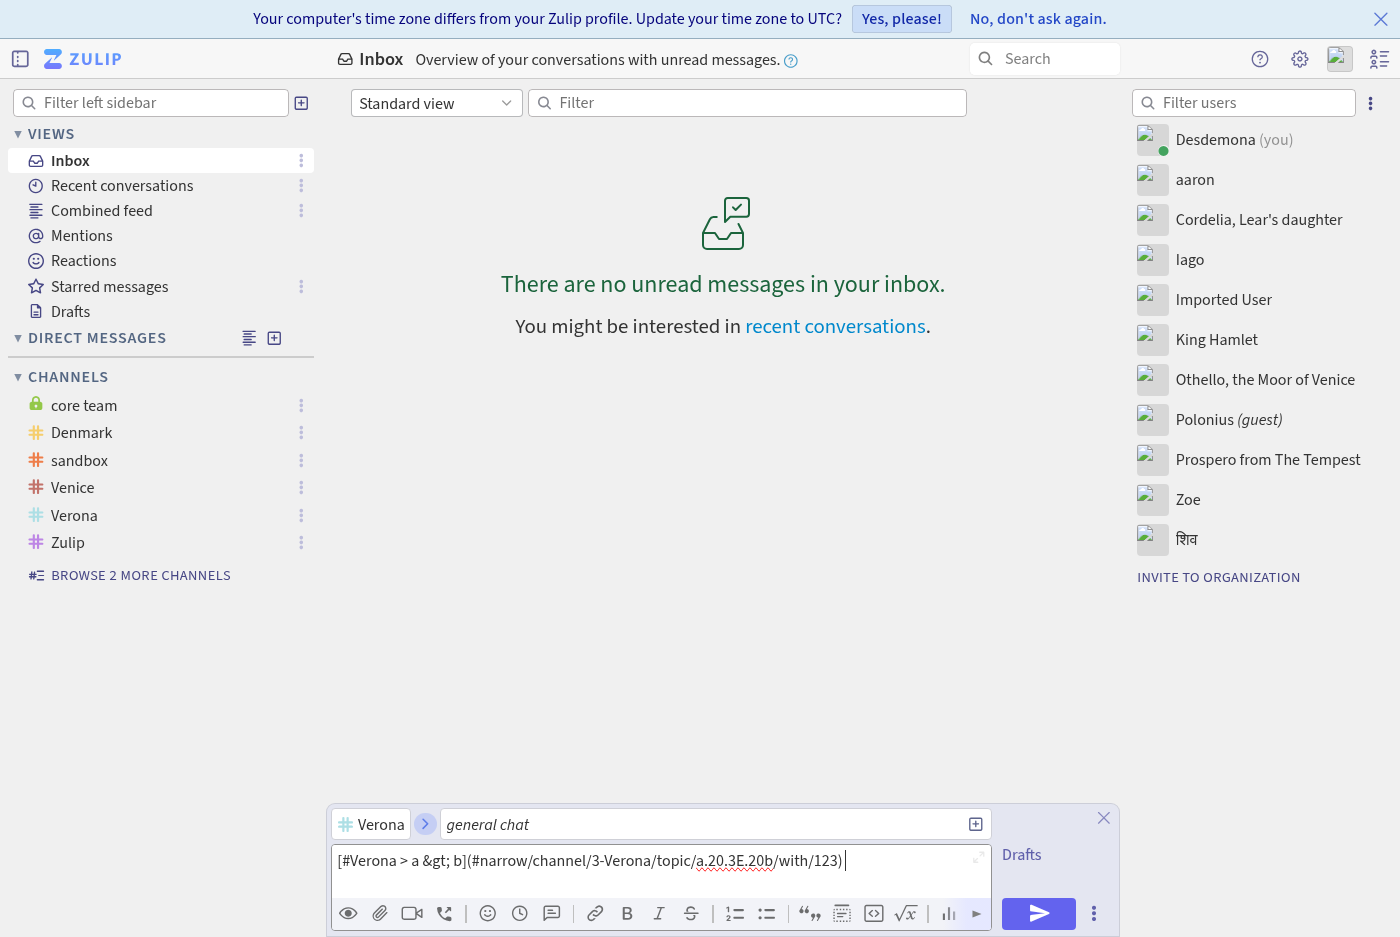 Your computer's time zone differs from your Zulip profile. Update your time zone to UTC? Yes, please! No, don't ask again.
ZULIP
Inbox Overview of your conversations with unread messages.
Search
Filter left sidebar
VIEWS
Inbox
Recent conversations
Combined feed
Mentions
Reactions
Starred messages
Drafts
DIRECT MESSAGES
CHANNELS
core team
Denmark
sandbox
Venice
Verona
Zulip
BROWSE 2 MORE CHANNELS
Standard view
Filter
There are no unread messages in your inbox.
You might be interested in recent conversations.
Verona
general chat
[#Verona > a &gt; b](#narrow/channel/3-Verona/topic/a.20.3E.20b/with/123)
Drafts
Filter users
Desdemona (you)
aaron
Cordelia, Lear's daughter
Iago
Imported User
King Hamlet
Othello, the Moor of Venice
Polonius (guest)
Prospero from The Tempest
Zoe
शिव
INVITE TO ORGANIZATION